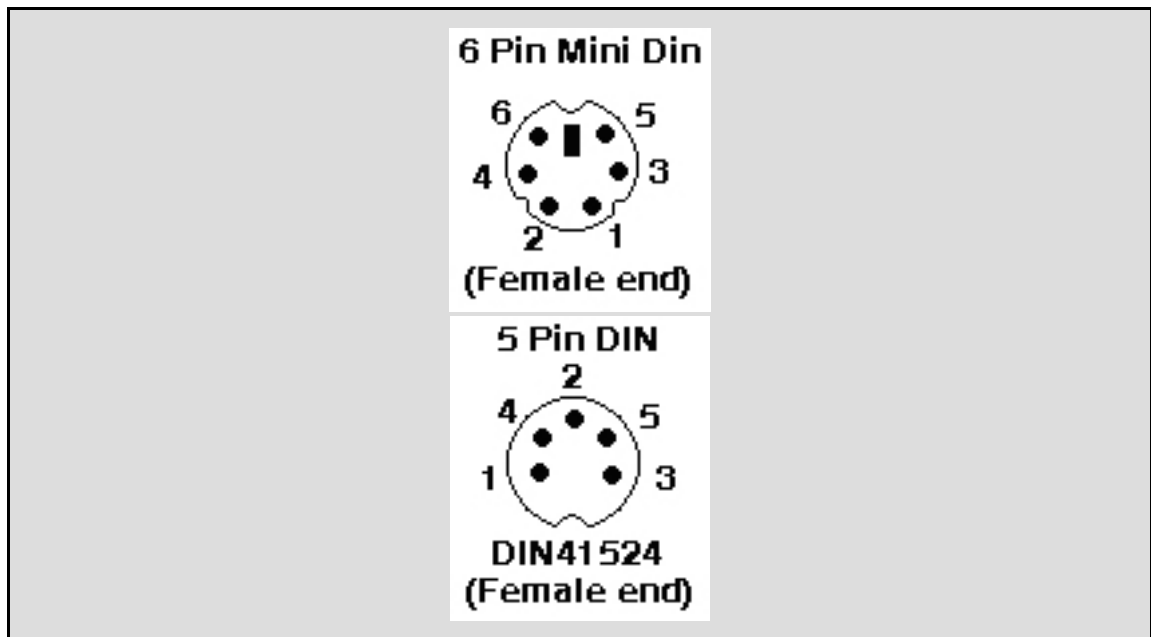 6 Pin Mini Din
6 5
4 3
2 1
(Female end)
5 Pin DIN
2
4 5
1 3
DIN41524
(Female end)